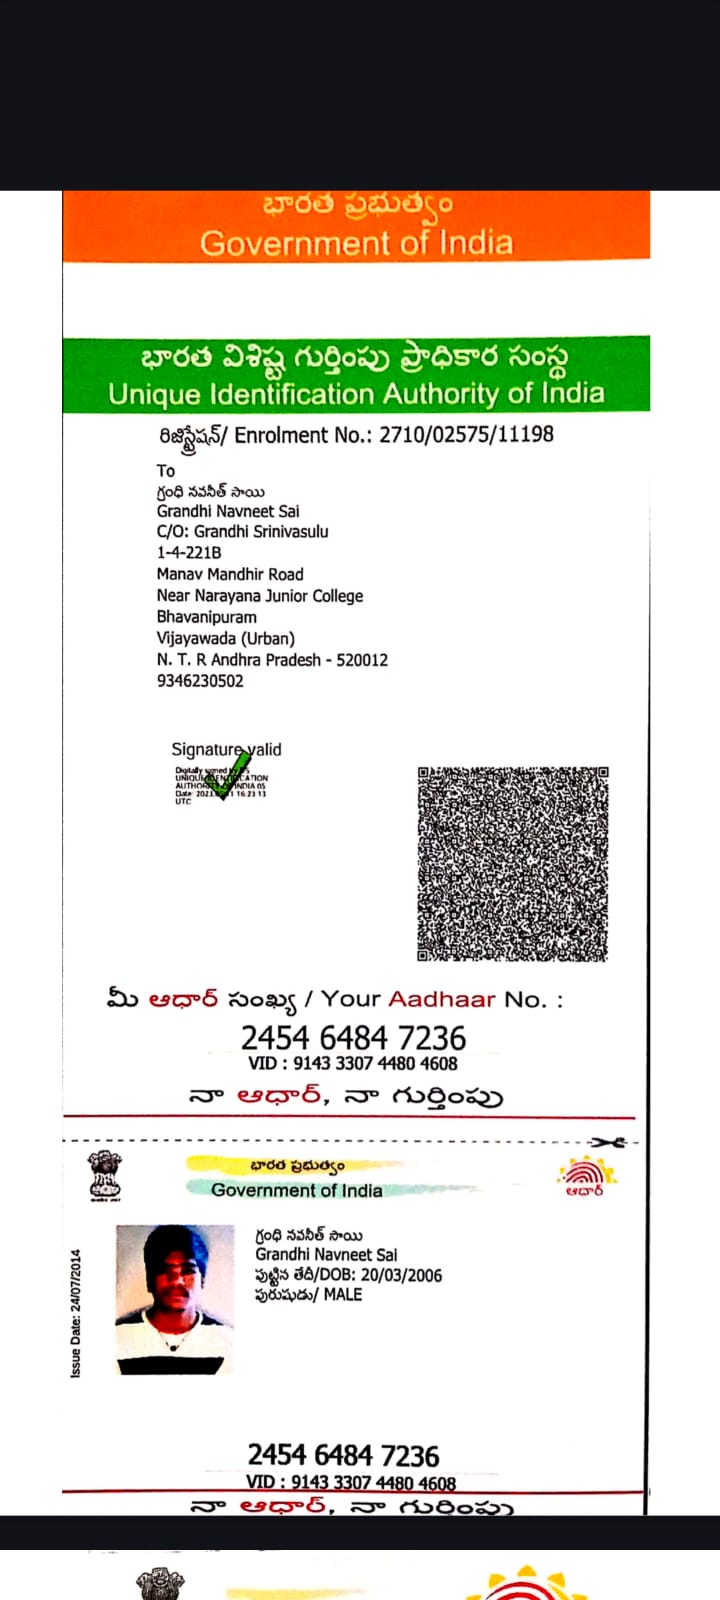 భారత ప్రభుత్వం
Government of India
భారత విశిష్ట గుర్తింపు ప్రాధికార సంస్థ
Unique Identification Authority of India
రిజిస్ట్రేషన్/ Enrolment No.: 2710/02575/11198
To
గ్రంధి నవనీత్ సాయి
Grandhi Navneet Sai
C/O: Grandhi Srinivasulu
1-4-221B
Manav Mandhir Road
Near Narayana Junior College
Bhavanipuram
Vijayawada (Urban)
N. T. R Andhra Pradesh - 520012
9346230502
Signature valid
Digitally signed by
UNIQUE IDENTIFICATION
AUTHORITY OF INDIA 05
Date: 16:23:13
UTC
మీ ఆధార్ సంఖ్య / Your Aadhaar No. :
2454 6484 7236
VID : 9143 3307 4480 4608
నా ఆధార్, నా గుర్తింపు
భారత ప్రభుత్వం
Government of India
ఆధార్
Issue Date: 24/07/2014
గ్రంధి నవనీత్ సాయి
Grandhi Navneet Sai
పుట్టిన తేదీ/DOB: 20/03/2006
పురుషుడు/ MALE
2454 6484 7236
VID : 9143 3307 4480 4608
నా ఆధార్, నా గుర్తింపు